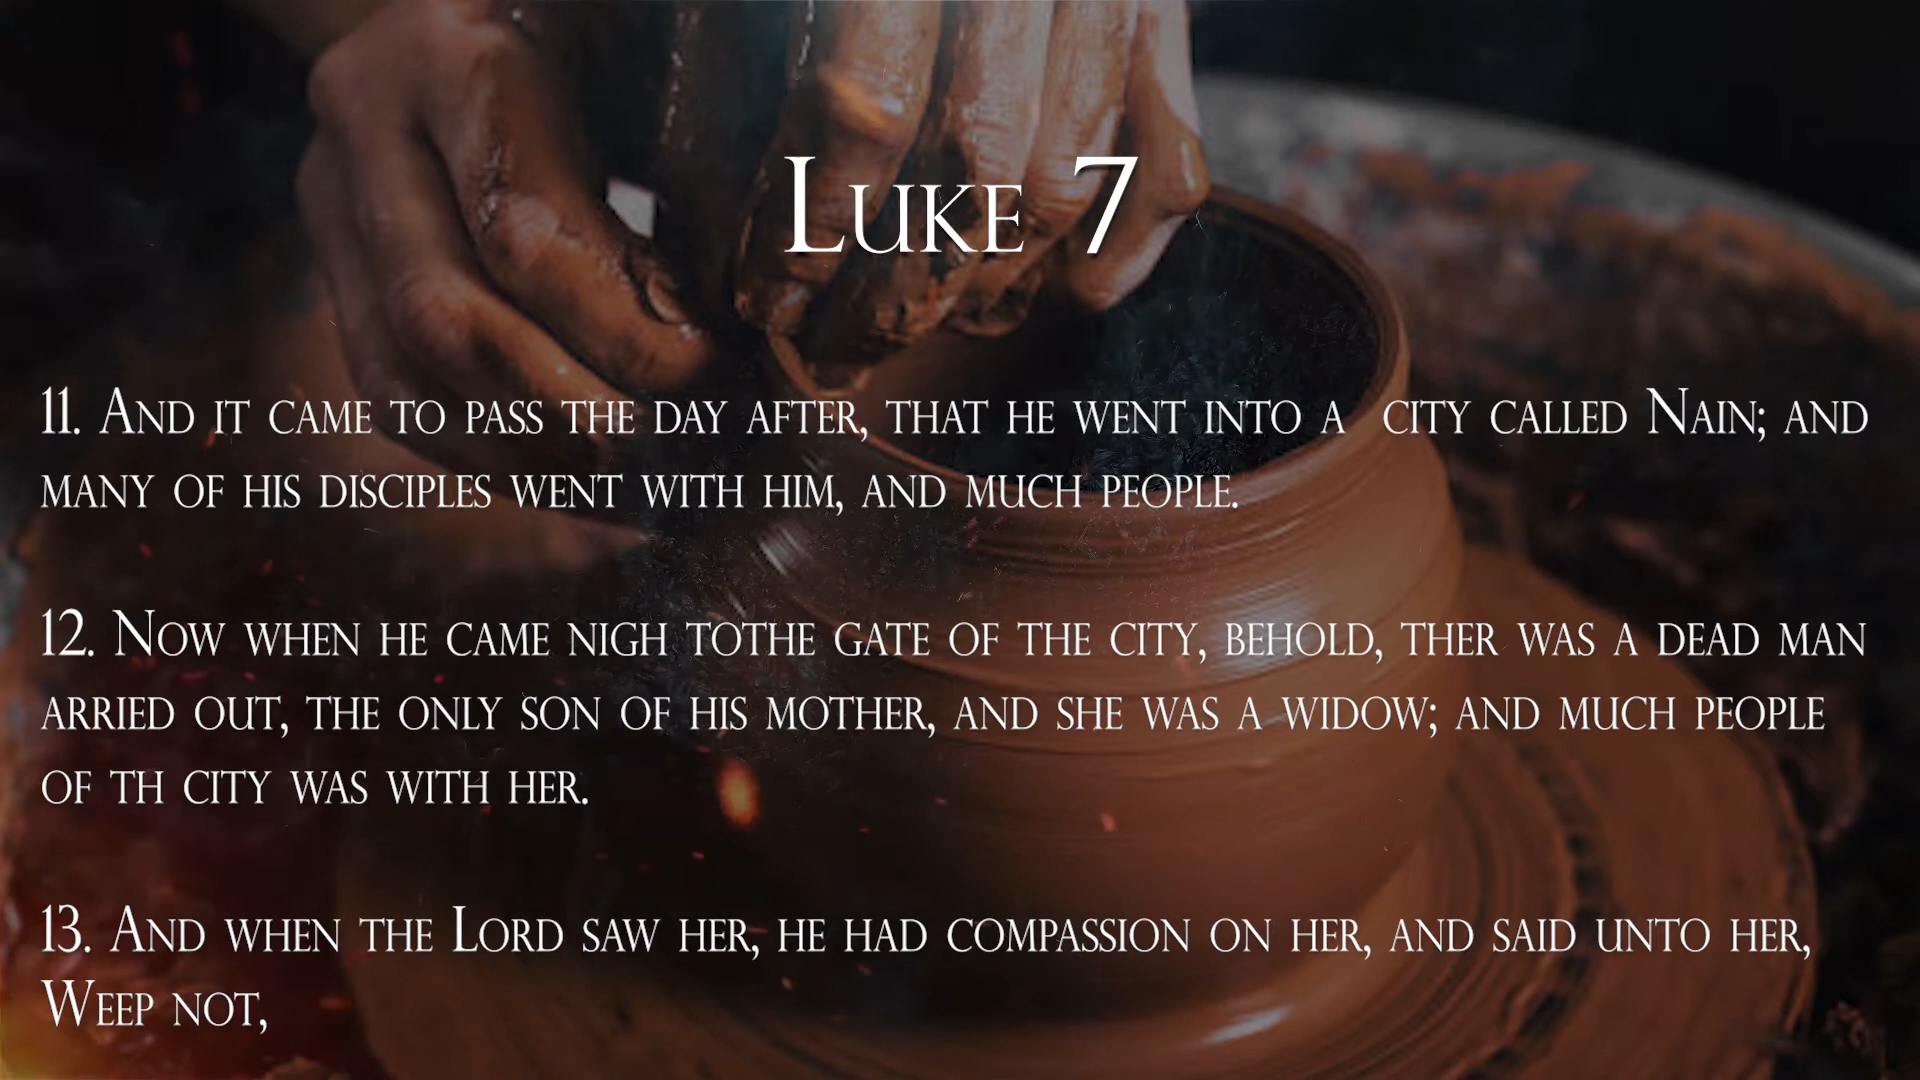 Luke 7
11. And it came to pass the day after, that he went into a  city called Nain; and
many of his disciples went with him, and much people.
12. Now when he came nigh tothe gate of the city, behold, ther was a dead man
arried out, the only son of his mother, and she was a widow; and much people
of th city was with her.
13. And when the Lord saw her, he had compassion on her, and said unto her,
Weep not,